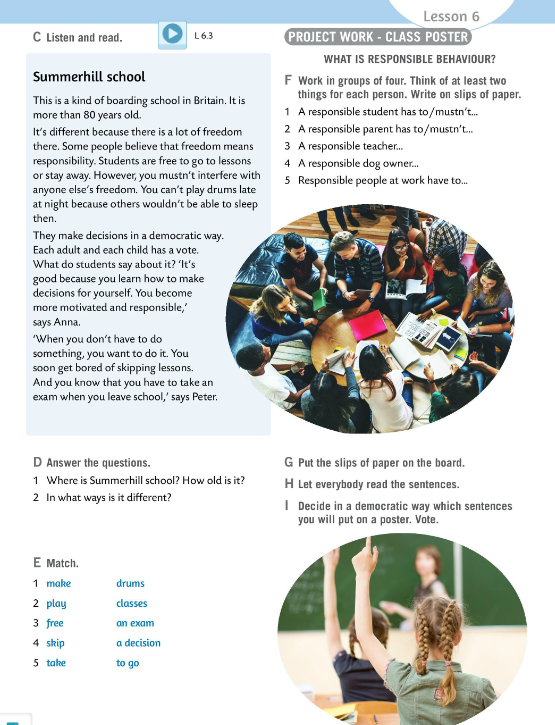 Lesson 6
C Listen and read.
L 6.3
Summerhill school
This is a kind of boarding school in Britain. It is
more than 80 years old.
It's different because there is a lot of freedom
there. Some people believe that freedom means
responsibility. Students are free to go to lessons
or stay away. However, you mustn't interfere with
anyone else's freedom. You can't play drums late
at night because others wouldn't be able to sleep
then.
They make decisions in a democratic way.
Each adult and each child has a vote.
What do students say about it? 'It's
good because you learn how to make
decisions for yourself. You become
more motivated and responsible,'
says Anna.
'When you don't have to do
something, you want to do it. You
soon get bored of skipping lessons.
And you know that you have to take an
exam when you leave school,' says Peter.
D Answer the questions.
1 Where is Summerhill school? How old is it?
2 In what ways is it different?
E Match.
1 make drums
2 play classes
3 free an exam
4 skip a decision
5 take to go
PROJECT WORK - CLASS POSTER
WHAT IS RESPONSIBLE BEHAVIOUR?
F Work in groups of four. Think of at least two
things for each person. Write on slips of paper.
1 A responsible student has to/mustn't...
2 A responsible parent has to/mustn't...
3 A responsible teacher...
4 A responsible dog owner...
5 Responsible people at work have to...
G Put the slips of paper on the board.
H Let everybody read the sentences.
I Decide in a democratic way which sentences
you will put on a poster. Vote.